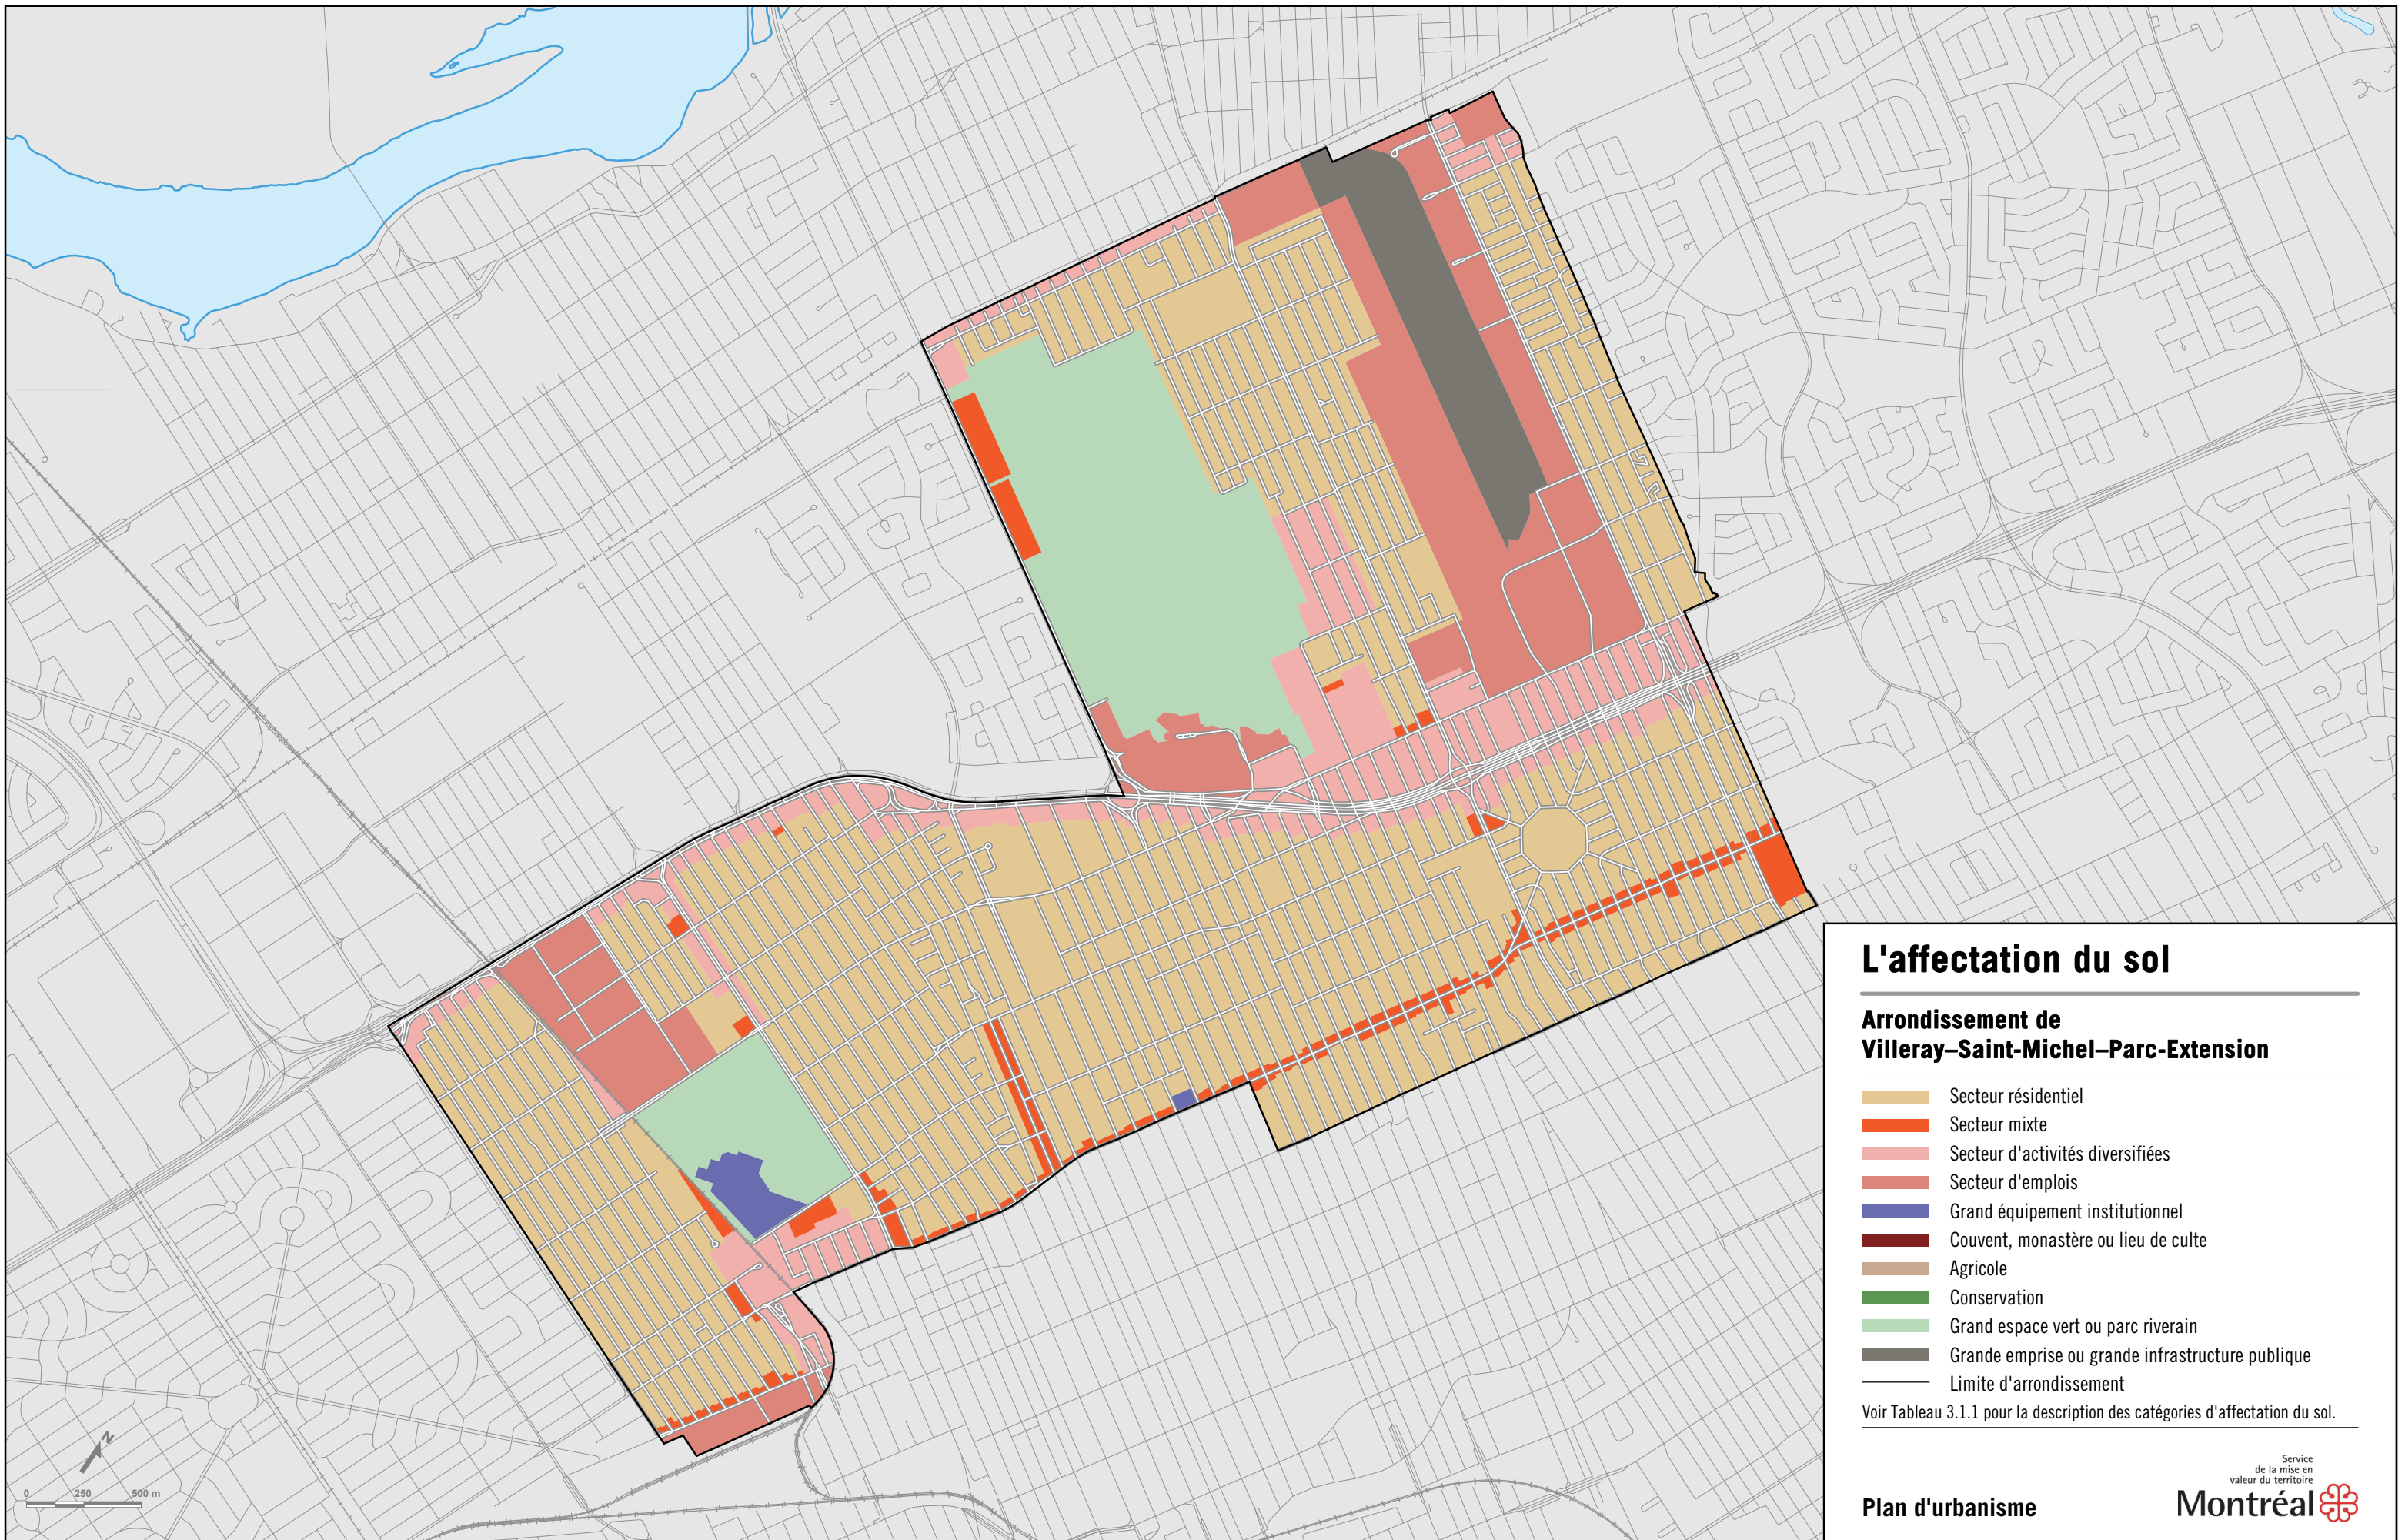 L'affectation du sol
Arrondissement de
Villeray–Saint-Michel–Parc-Extension
Secteur résidentiel
Secteur mixte
Secteur d'activités diversifiées
Secteur d'emplois
Grand équipement institutionnel
Couvent, monastère ou lieu de culte
Agricole
Conservation
Grand espace vert ou parc riverain
Grande emprise ou grande infrastructure publique
Limite d'arrondissement
Voir Tableau 3.1.1 pour la description des catégories d'affectation du sol.
N
0 250 500 m
Plan d'urbanisme
Service
de la mise en
valeur du territoire
Montréal